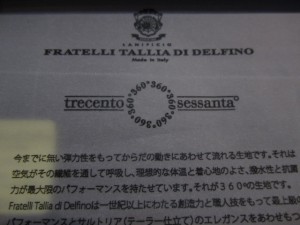 LANIFICIO
FRATELLI TALLIA DI DELFINO
Made in Italy
trecento 360°360°360°360°360°360° sessanta°
今までに無い弾力性をもってからだの動きにあわせて流れる生地です。それは
空気がその繊維を通して呼吸し、理想的な体温と着心地のよさ、撥水性と抗菌
力が最大限のパフォーマンスを持たせています。それが360°の生地です。
Fratelli Tallia di Delfinoは一世紀以上にわたる創造力と職人技をもって最上級の
パフォーマンスとサルトリア(テーラー仕立て)のエレガンスをあわせもつ